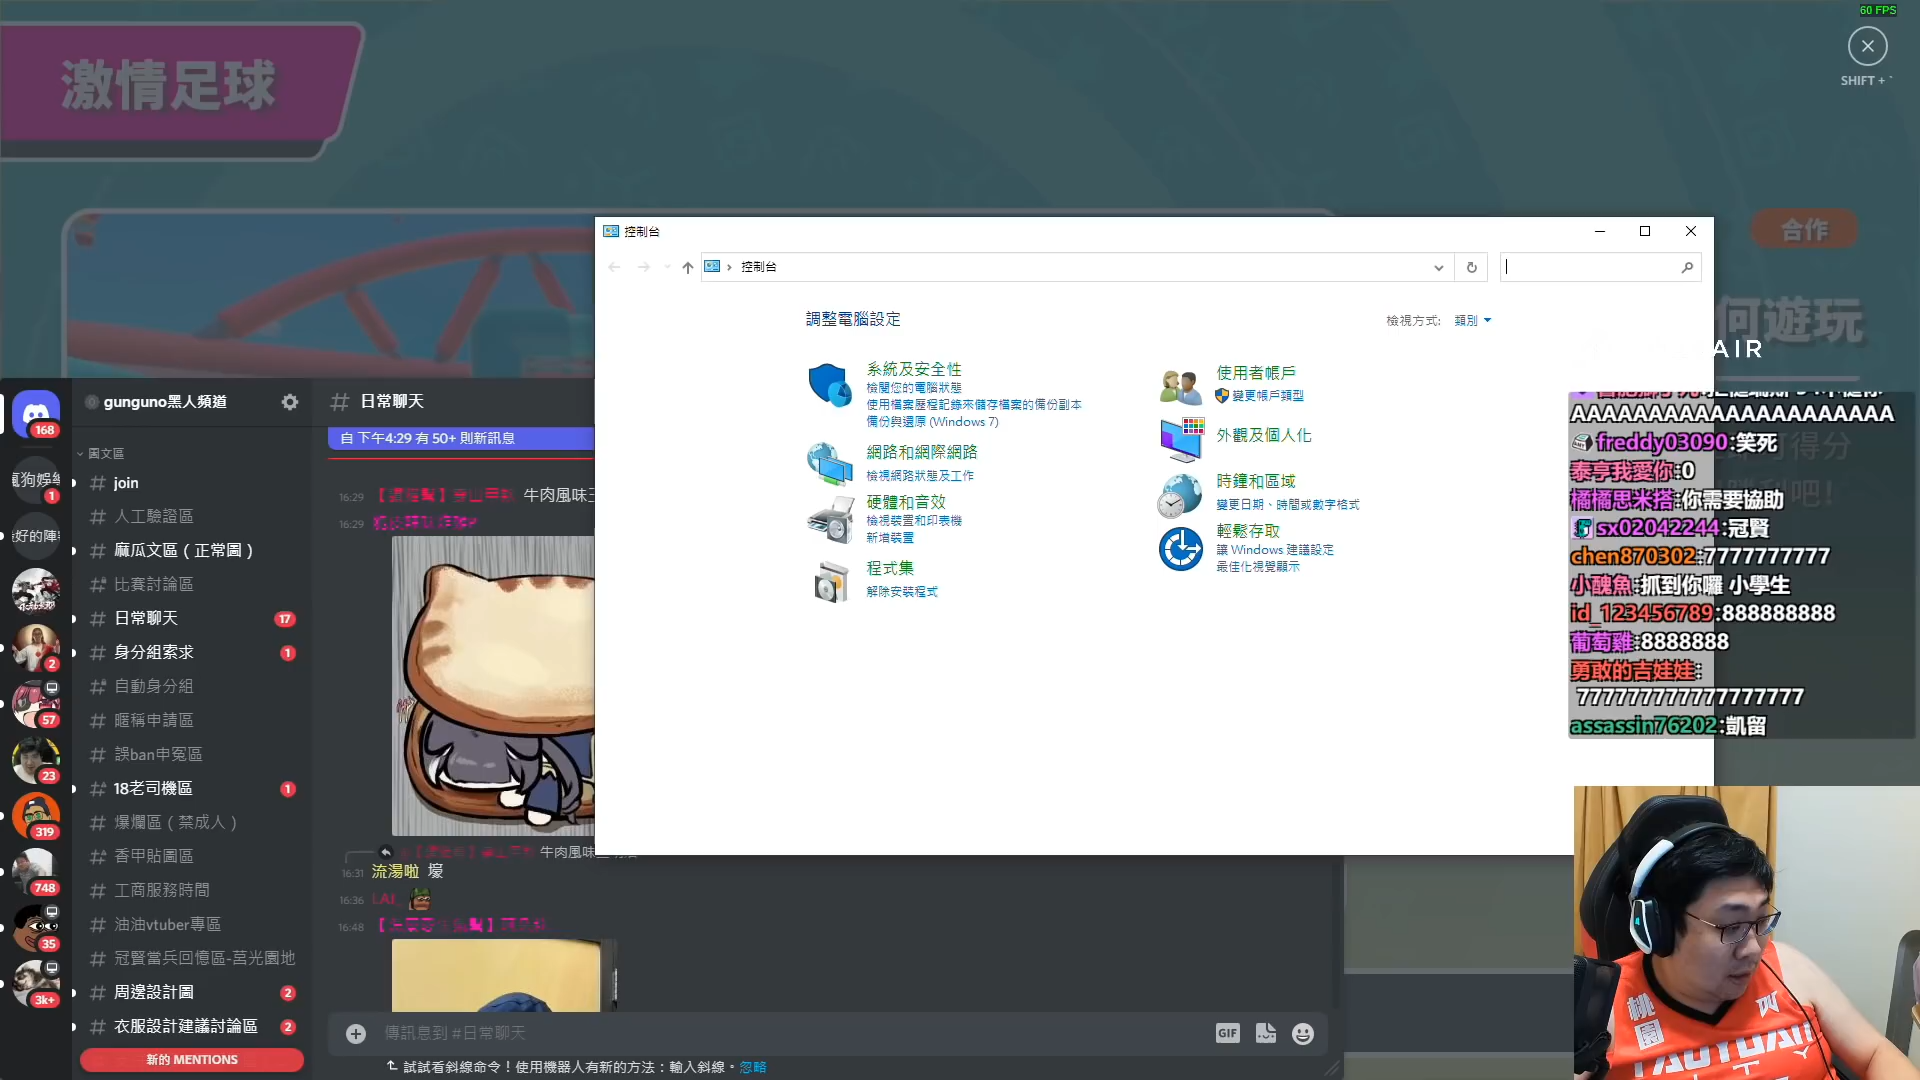 60 FPS
SHIFT + `
激情足球
合作
何遊玩
AIR
控制台
控制台
調整電腦設定
檢視方式:
類別
系統及安全性
檢閱您的電腦狀態
使用檔案歷程記錄來儲存檔案的備份副本
備份與還原 (Windows 7)
網路和網際網路
檢視網路狀態及工作
硬體和音效
檢視裝置和印表機
新增裝置
程式集
解除安裝程式
使用者帳戶
變更帳戶類型
外觀及個人化
時鐘和區域
變更日期、時間或數字格式
輕鬆存取
讓 Windows 建議設定
最佳化視覺顯示
168
1
好的陣
2
57
23
319
748
35
3k+
gunguno黑人頻道
圖文區
join
人工驗證區
麻瓜文區（正常圖）
比賽討論區
日常聊天
17
身分組索求
1
自動身分組
暱稱申請區
誤ban申冤區
18老司機區
1
爆爛區（禁成人）
香甲貼圖區
工商服務時間
油油vtuber專區
冠賢當兵回憶區-莒光園地
周邊設計圖
2
衣服設計建議討論區
2
新的 MENTIONS
日常聊天
自 下午4:29 有 50+ 則新訊息
16:29
牛肉風味
16:29
牛肉風味
16:31 流湯啦
16:36 LAI_
16:48
傳訊息到 #日常聊天
GIF
試試看斜線命令！使用機器人有新的方法：輸入斜線。忽略
AAAAAAAAAAAAAAAAAAAAA
freddy03090:笑死
泰亨我愛你:0
橘橘思米搭:你需要協助
sx02042244:冠賢
chen870302:7777777777
小醜魚:抓到你囉 小學生
id_123456789:888888888
葡萄雞:8888888
勇敢的吉娃娃:
77777777777777777
assassin76202:凱留
可得分
利吧!
桃
園
TAOYUAN